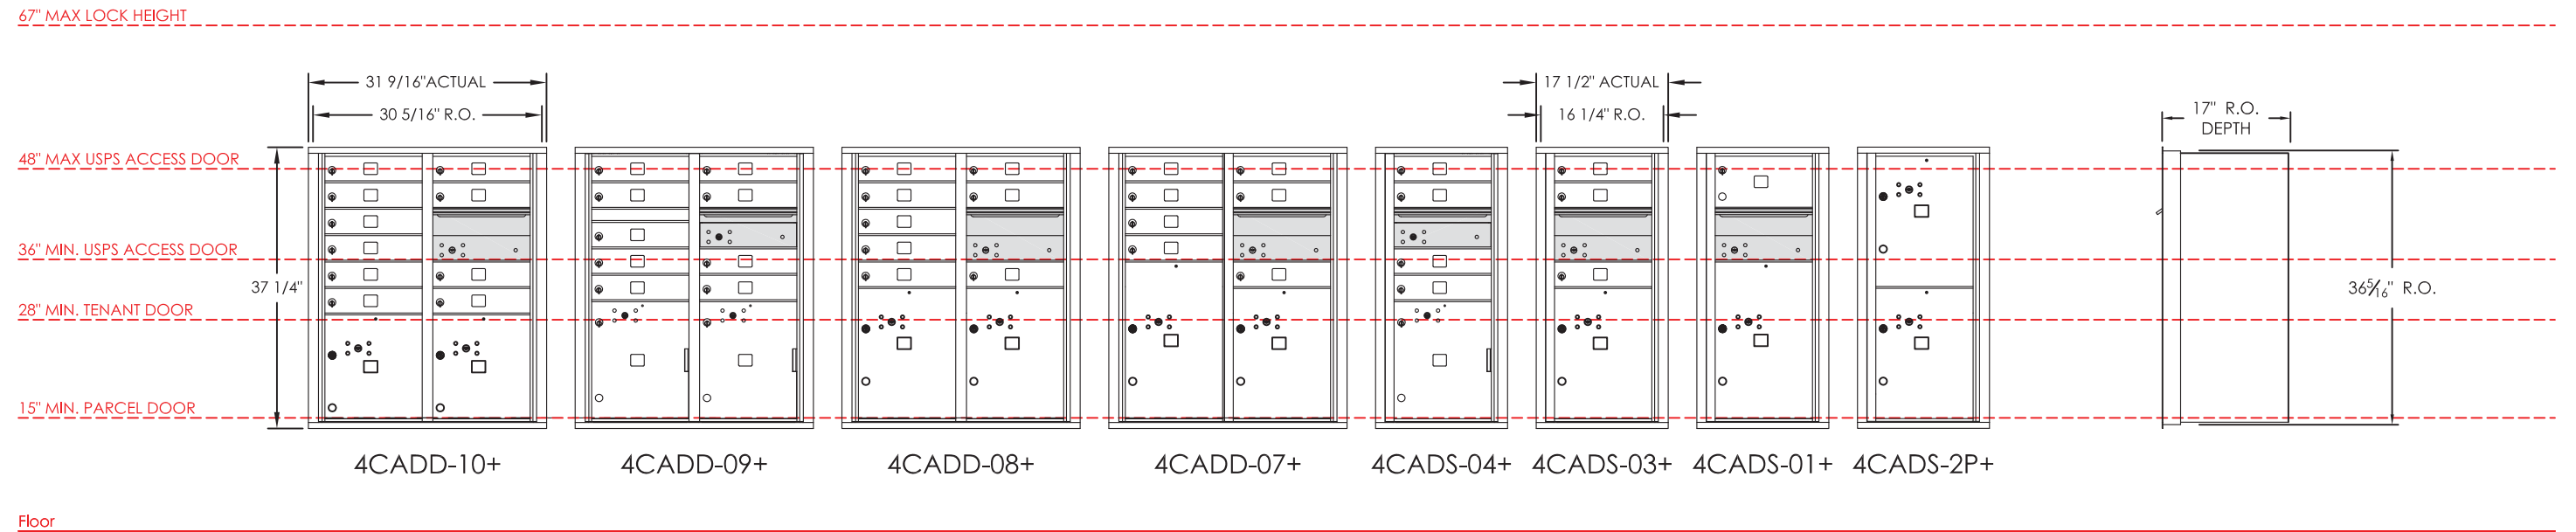 67" MAX LOCK HEIGHT
31 9/16"ACTUAL
17 1/2" ACTUAL
30 5/16" R.O.
16 1/4" R.O.
17" R.O.
DEPTH
48" MAX USPS ACCESS DOOR
36" MIN. USPS ACCESS DOOR
37 1/4"
36 5/16" R.O.
28" MIN. TENANT DOOR
15" MIN. PARCEL DOOR
4CADD-10+
4CADD-09+
4CADD-08+
4CADD-07+
4CADS-04+
4CADS-03+
4CADS-01+
4CADS-2P+
Floor